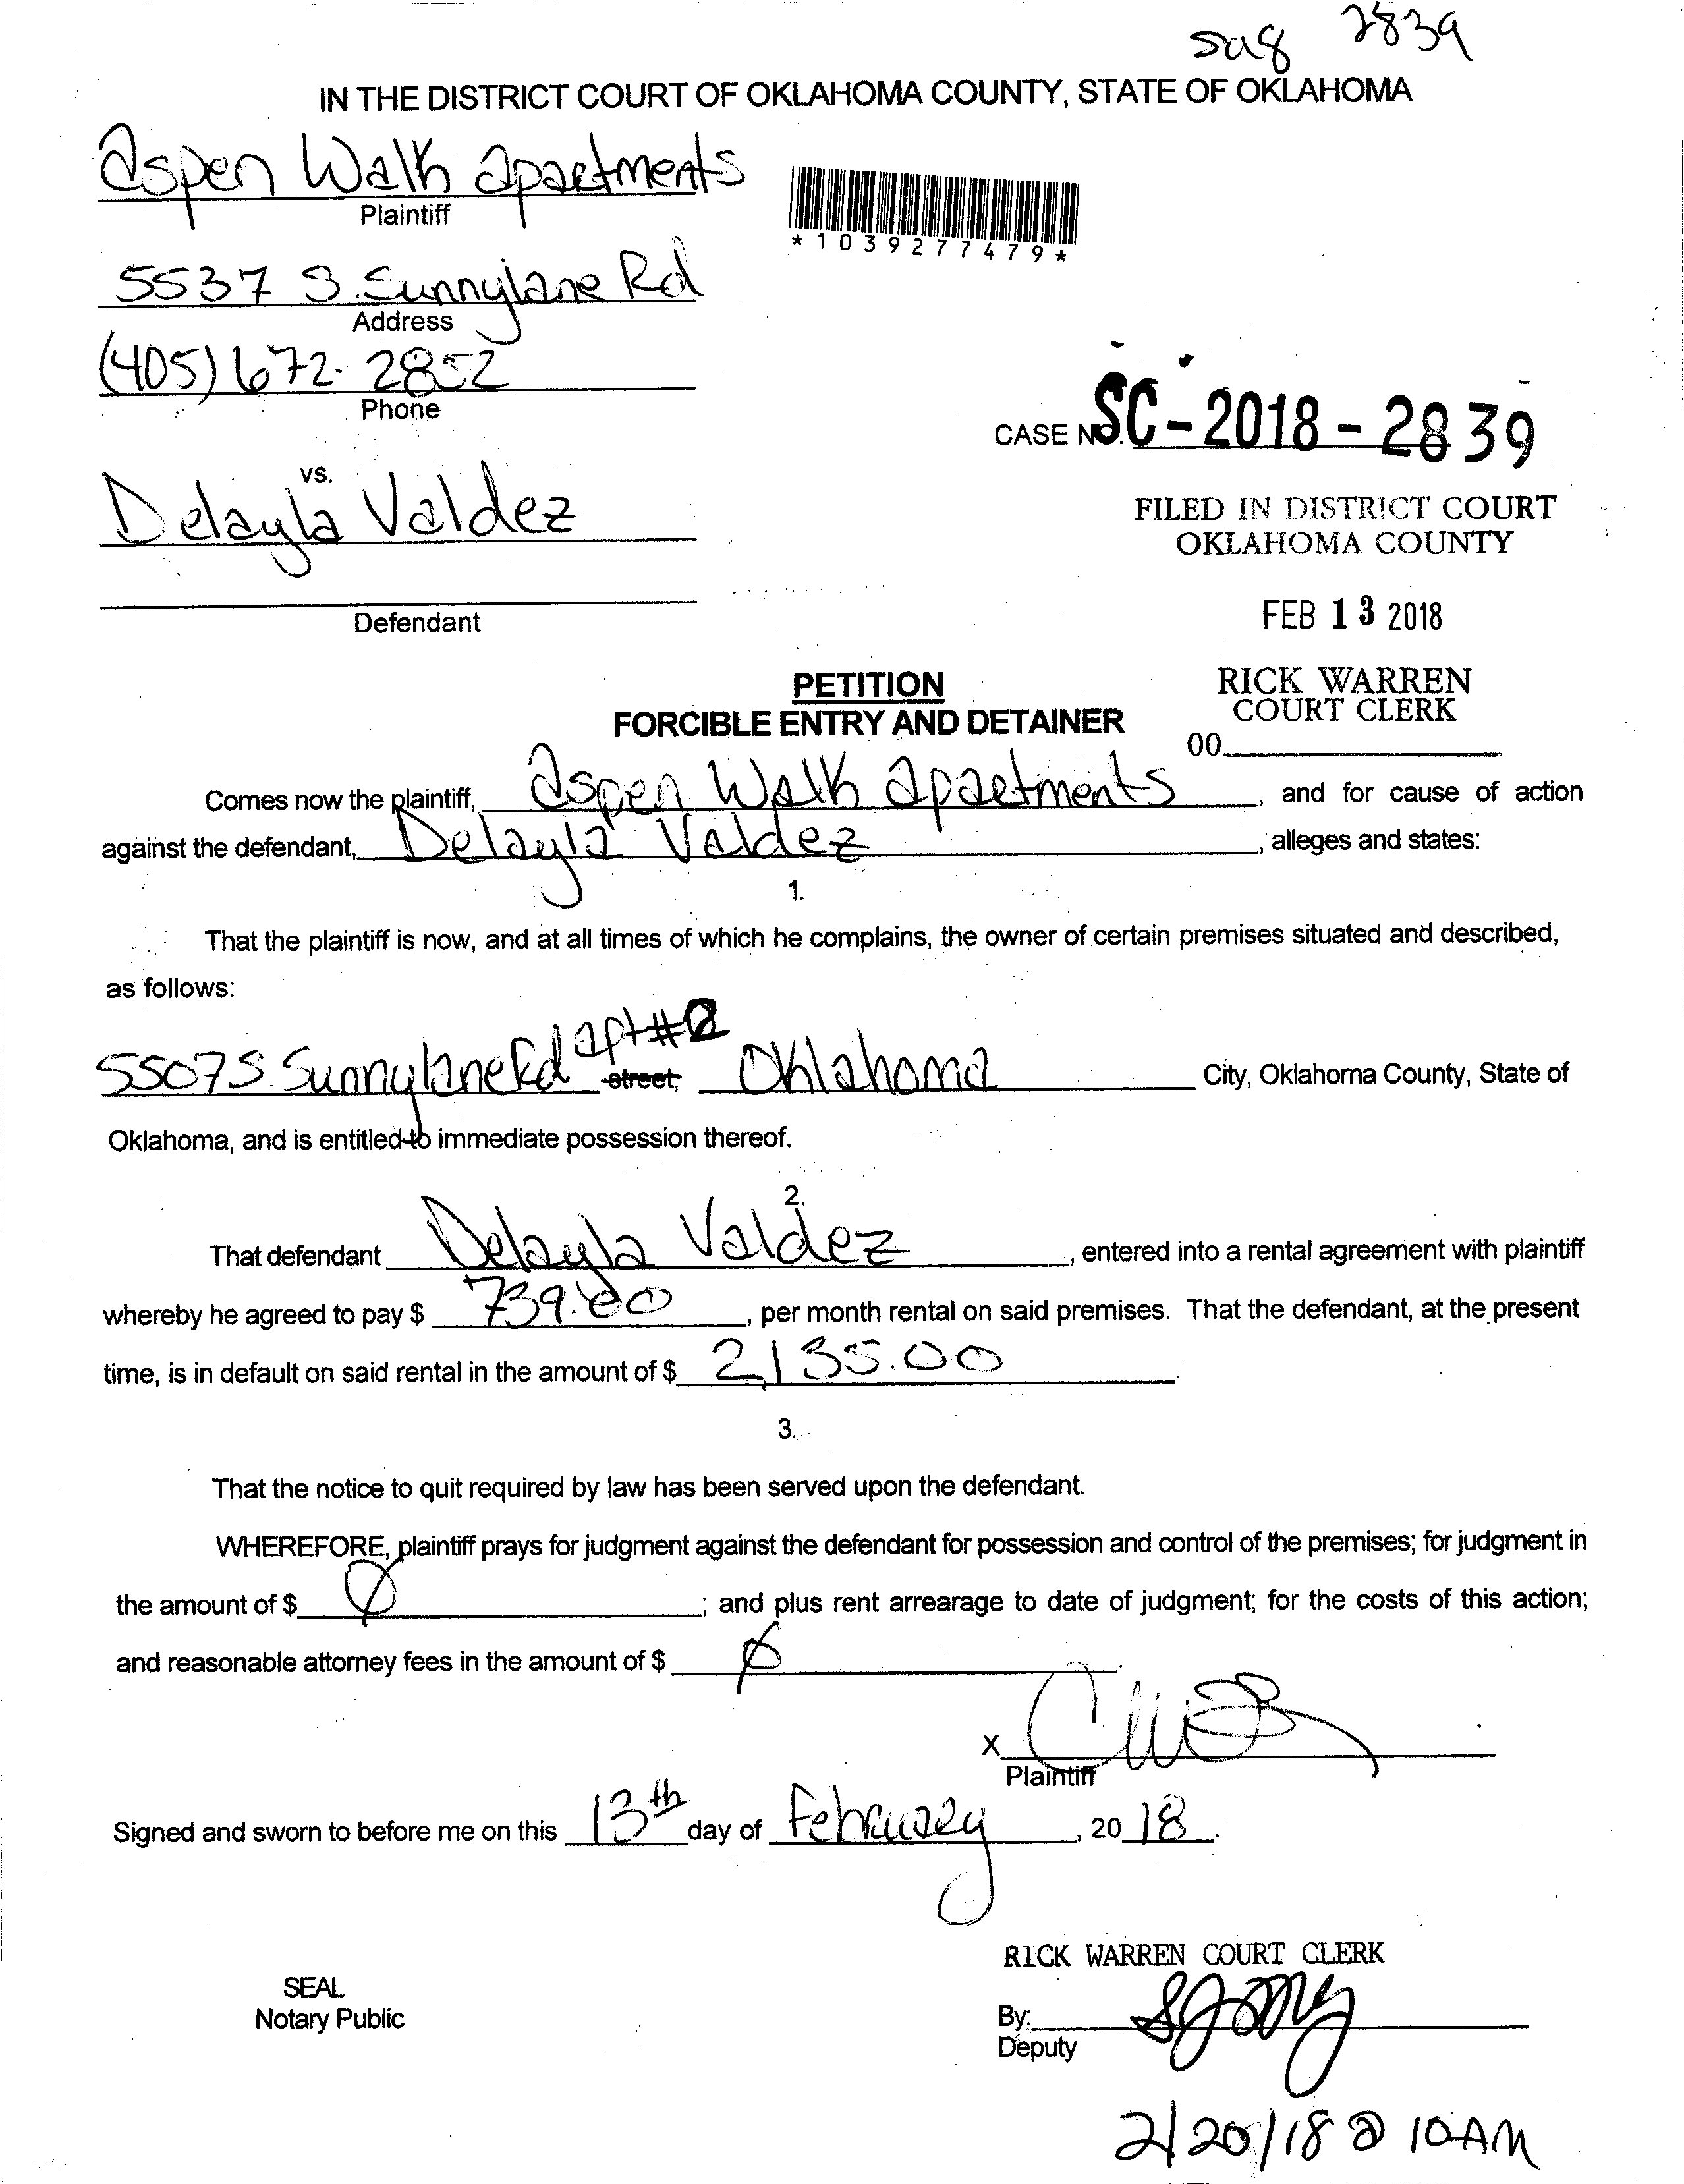 2839
IN THE DISTRICT COURT OF OKLAHOMA COUNTY, STATE OF OKLAHOMA
Aspen Walk Apartments
Plaintiff
*1039277479*
5537 S. Sunnylane Rd
Address
(405) 672-2852
Phone
CASE NO. SC-2018-2839
vs.
Delayla Valdez
FILED IN DISTRICT COURT
OKLAHOMA COUNTY
Defendant
FEB 13 2018
PETITION
FORCIBLE ENTRY AND DETAINER
RICK WARREN
COURT CLERK
00
Comes now the plaintiff, Aspen Walk Apartments, and for cause of action
against the defendant, Delayla Valdez, alleges and states:
1.
That the plaintiff is now, and at all times of which he complains, the owner of certain premises situated and described,
as follows:
5507 S. Sunnylane Rd apt# street, Oklahoma City, Oklahoma County, State of
Oklahoma, and is entitled to immediate possession thereof.
2.
That defendant Delayla Valdez, entered into a rental agreement with plaintiff
whereby he agreed to pay $ 739.00, per month rental on said premises. That the defendant, at the present
time, is in default on said rental in the amount of $ 2,135.00.
3.
That the notice to quit required by law has been served upon the defendant.
WHEREFORE, plaintiff prays for judgment against the defendant for possession and control of the premises; for judgment in
the amount of $ Ø; and plus rent arrearage to date of judgment; for the costs of this action;
and reasonable attorney fees in the amount of $ Ø.
X
Plaintiff
Signed and sworn to before me on this 13th day of February, 2018.
RICK WARREN COURT CLERK
SEAL
Notary Public
By:
Deputy
2/20/18 @ 10AM